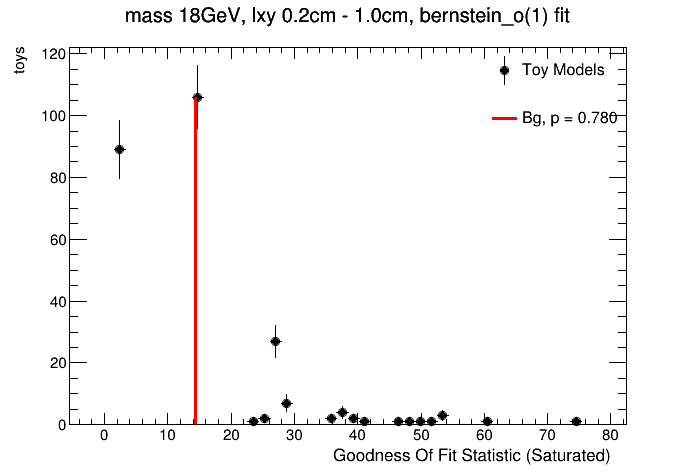 mass 18GeV, lxy 0.2cm - 1.0cm, bernstein_o(1) fit
toys
120
100
80
60
40
20
0
Toy Models
Bg, p = 0.780
0 10 20 30 40 50 60 70 80
Goodness Of Fit Statistic (Saturated)